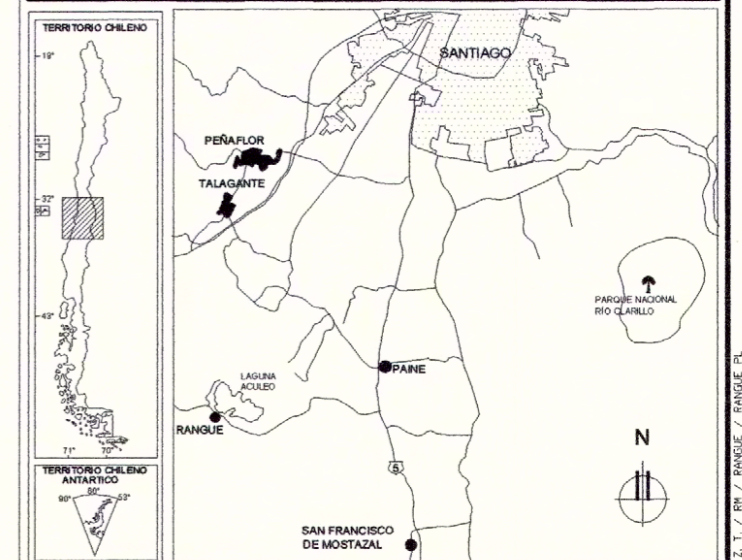 TERRITORIO CHILENO
19°
32°
43°
71° 70°
TERRITORIO CHILENO
ANTARTICO
90° 80° 53°
SANTIAGO
PEÑAFLOR
TALAGANTE
PARQUE NACIONAL
RÍO CLARILLO
LAGUNA
ACULEO
PAINE
RANGUE
N
5
SAN FRANCISCO
DE MOSTAZAL
Z. T. / RM / RANGUE / RANGUE PL